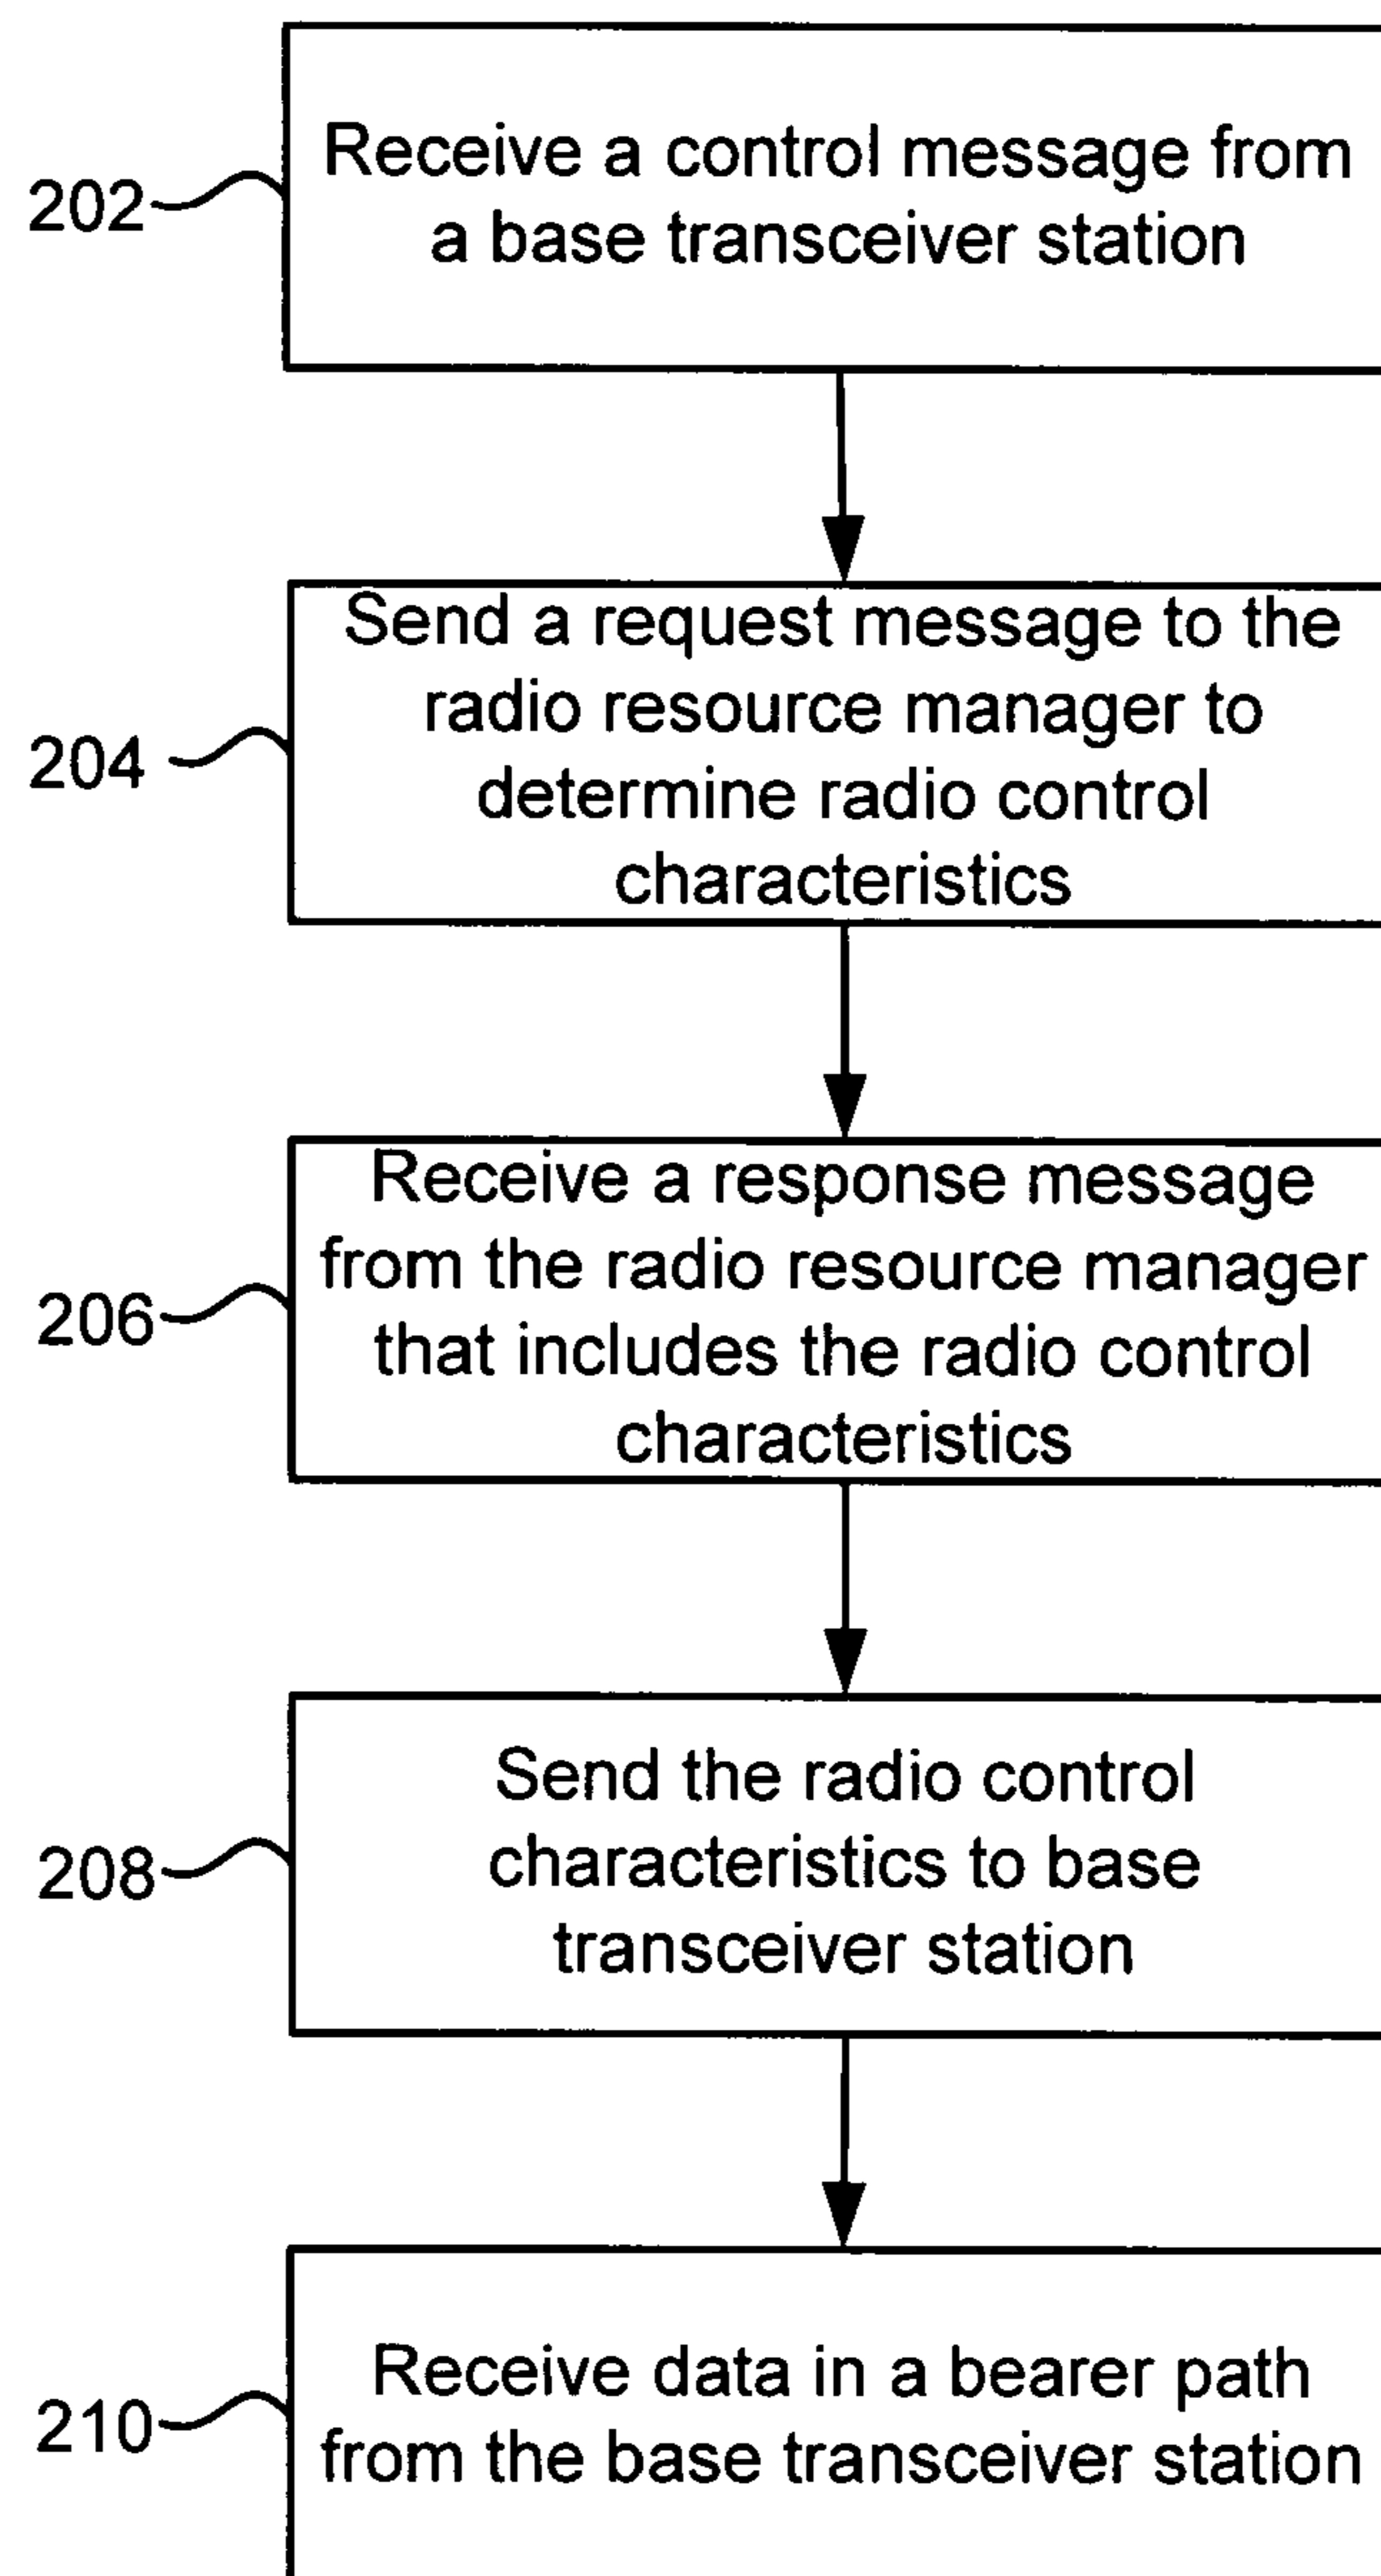 202
Receive a control message from
a base transceiver station
204
Send a request message to the
radio resource manager to
determine radio control
characteristics
206
Receive a response message
from the radio resource manager
that includes the radio control
characteristics
208
Send the radio control
characteristics to base
transceiver station
210
Receive data in a bearer path
from the base transceiver station